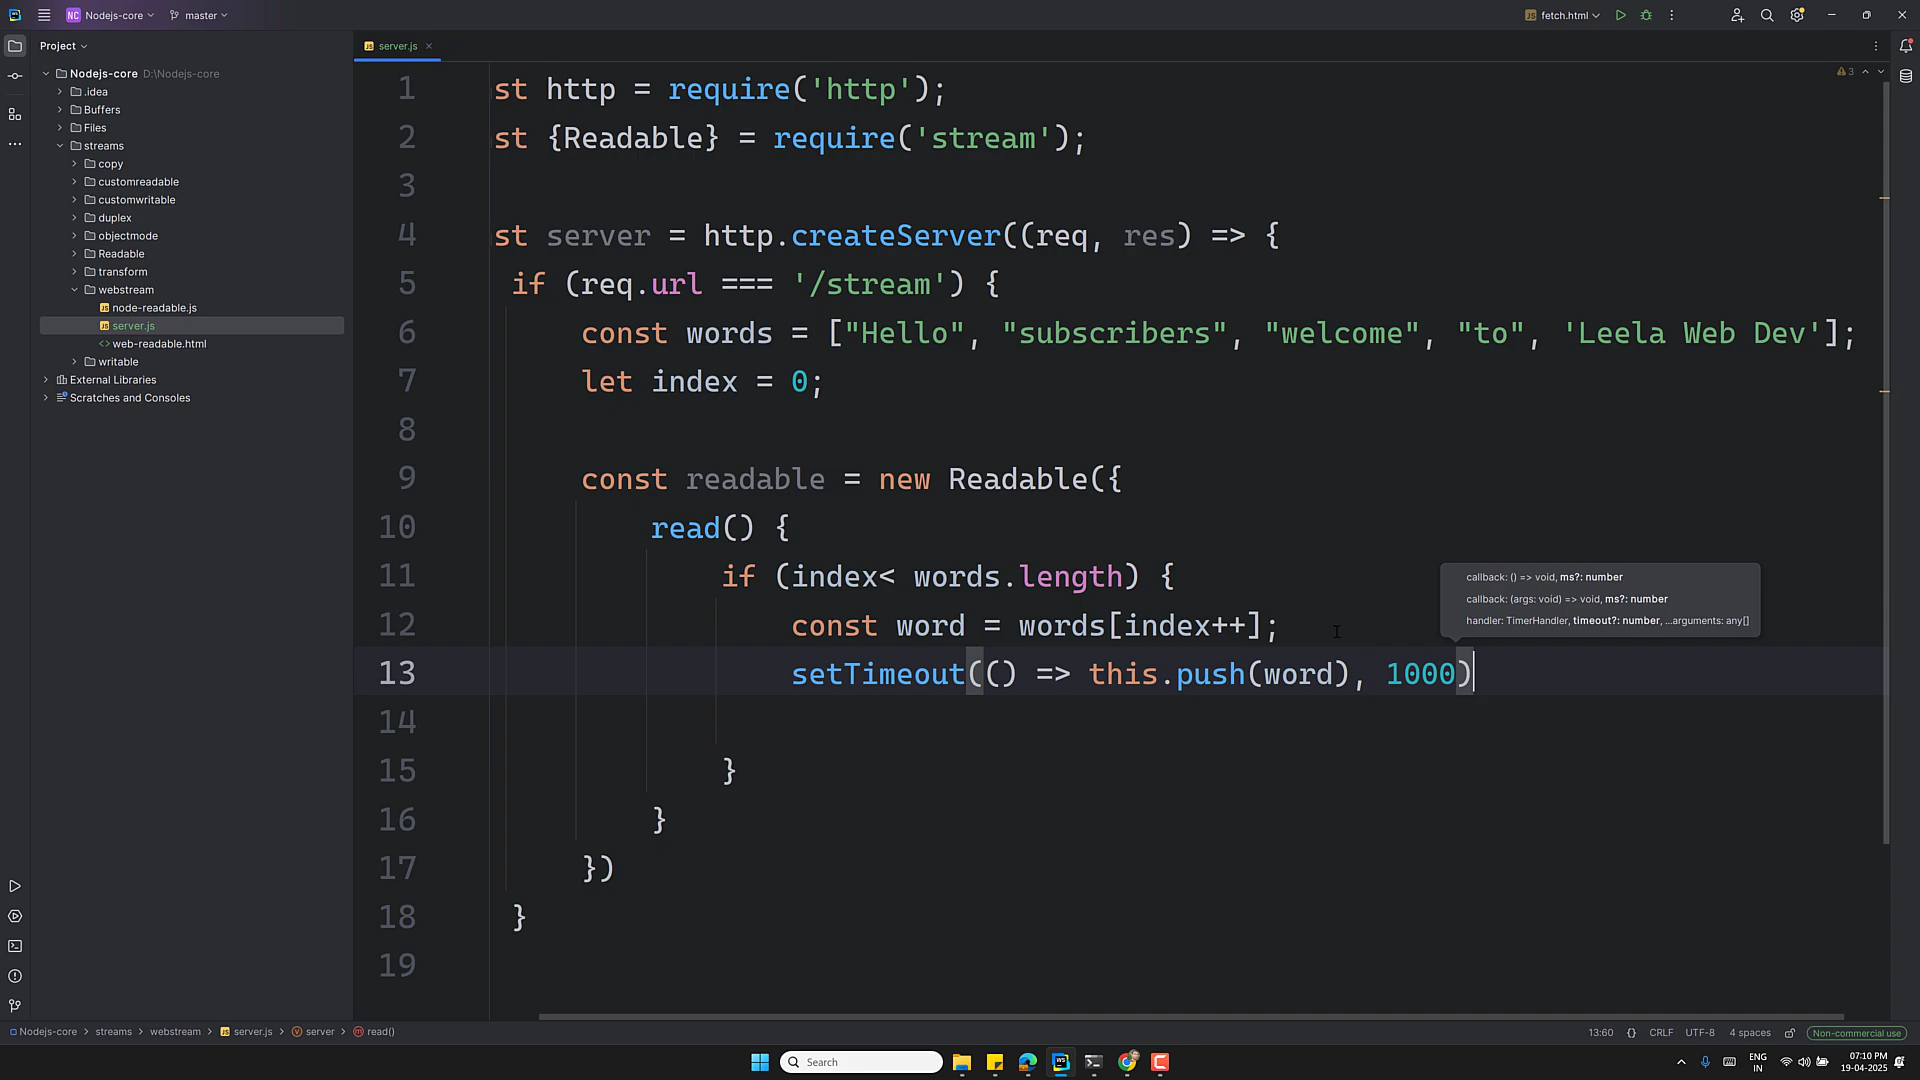 NC Nodejs-core master fetch.html
Project
server.js
Nodejs-core D:\Nodejs-core
.idea
Buffers
Files
streams
copy
customreadable
customwritable
duplex
objectmode
Readable
transform
webstream
node-readable.js
server.js
web-readable.html
writable
External Libraries
Scratches and Consoles
3
1 st http = require('http');
2 st {Readable} = require('stream');
3
4 st server = http.createServer((req, res) => {
5 if (req.url === '/stream') {
6 const words = ["Hello", "subscribers", "welcome", "to", 'Leela Web Dev'];
7 let index = 0;
8
9 const readable = new Readable({
10 read() {
11 if (index< words.length) {
12 const word = words[index++];
13 setTimeout(() => this.push(word), 1000)
14
15 }
16 }
17 })
18 }
19
callback: () => void, ms?: number
callback: (args: void) => void, ms?: number
handler: TimerHandler, timeout?: number, ...arguments: any[]
Nodejs-core > streams > webstream > server.js > server > read()
13:60 {} CRLF UTF-8 4 spaces Non-commercial use
Search
ENG
IN
07:10 PM
19-04-2025